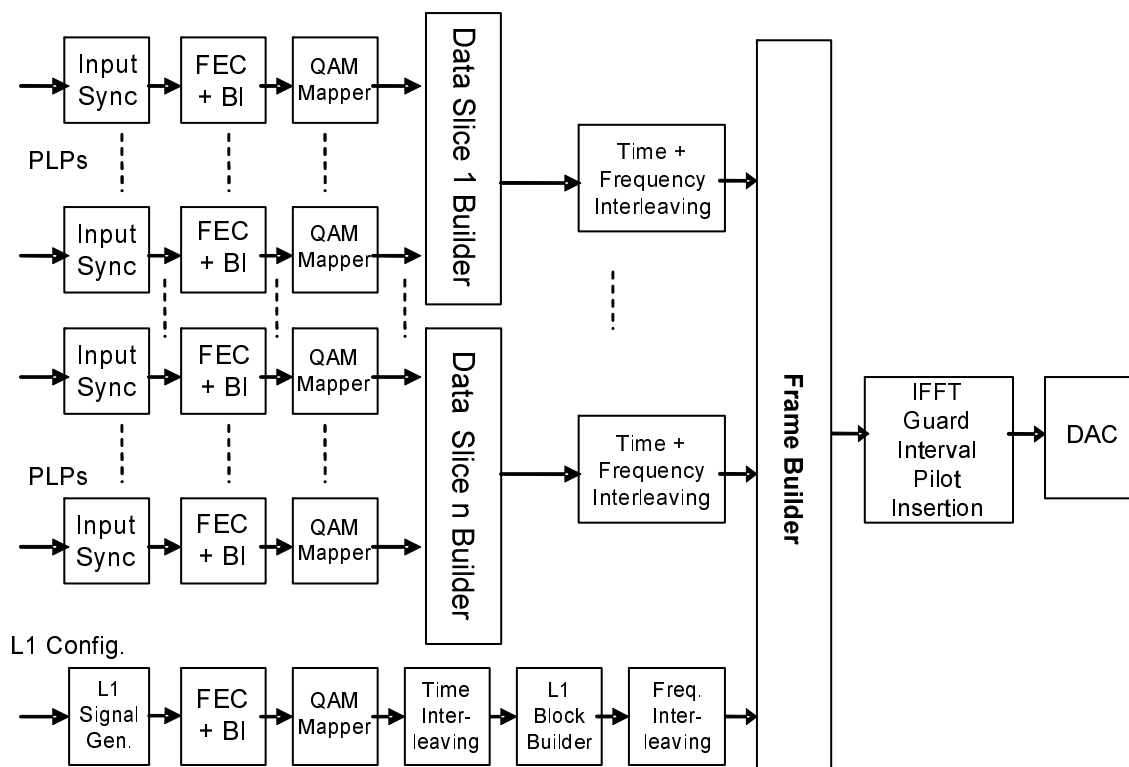 Input
Sync
FEC
+ BI
QAM
Mapper
PLPs
Input
Sync
FEC
+ BI
QAM
Mapper
Data Slice 1 Builder
Time +
Frequency
Interleaving
Input
Sync
FEC
+ BI
QAM
Mapper
PLPs
Input
Sync
FEC
+ BI
QAM
Mapper
Data Slice n Builder
Time +
Frequency
Interleaving
L1 Config.
L1
Signal
Gen.
FEC
+ BI
QAM
Mapper
Time
Inter-
leaving
L1
Block
Builder
Freq.
Inter-
leaving
Frame Builder
IFFT
Guard
Interval
Pilot
Insertion
DAC